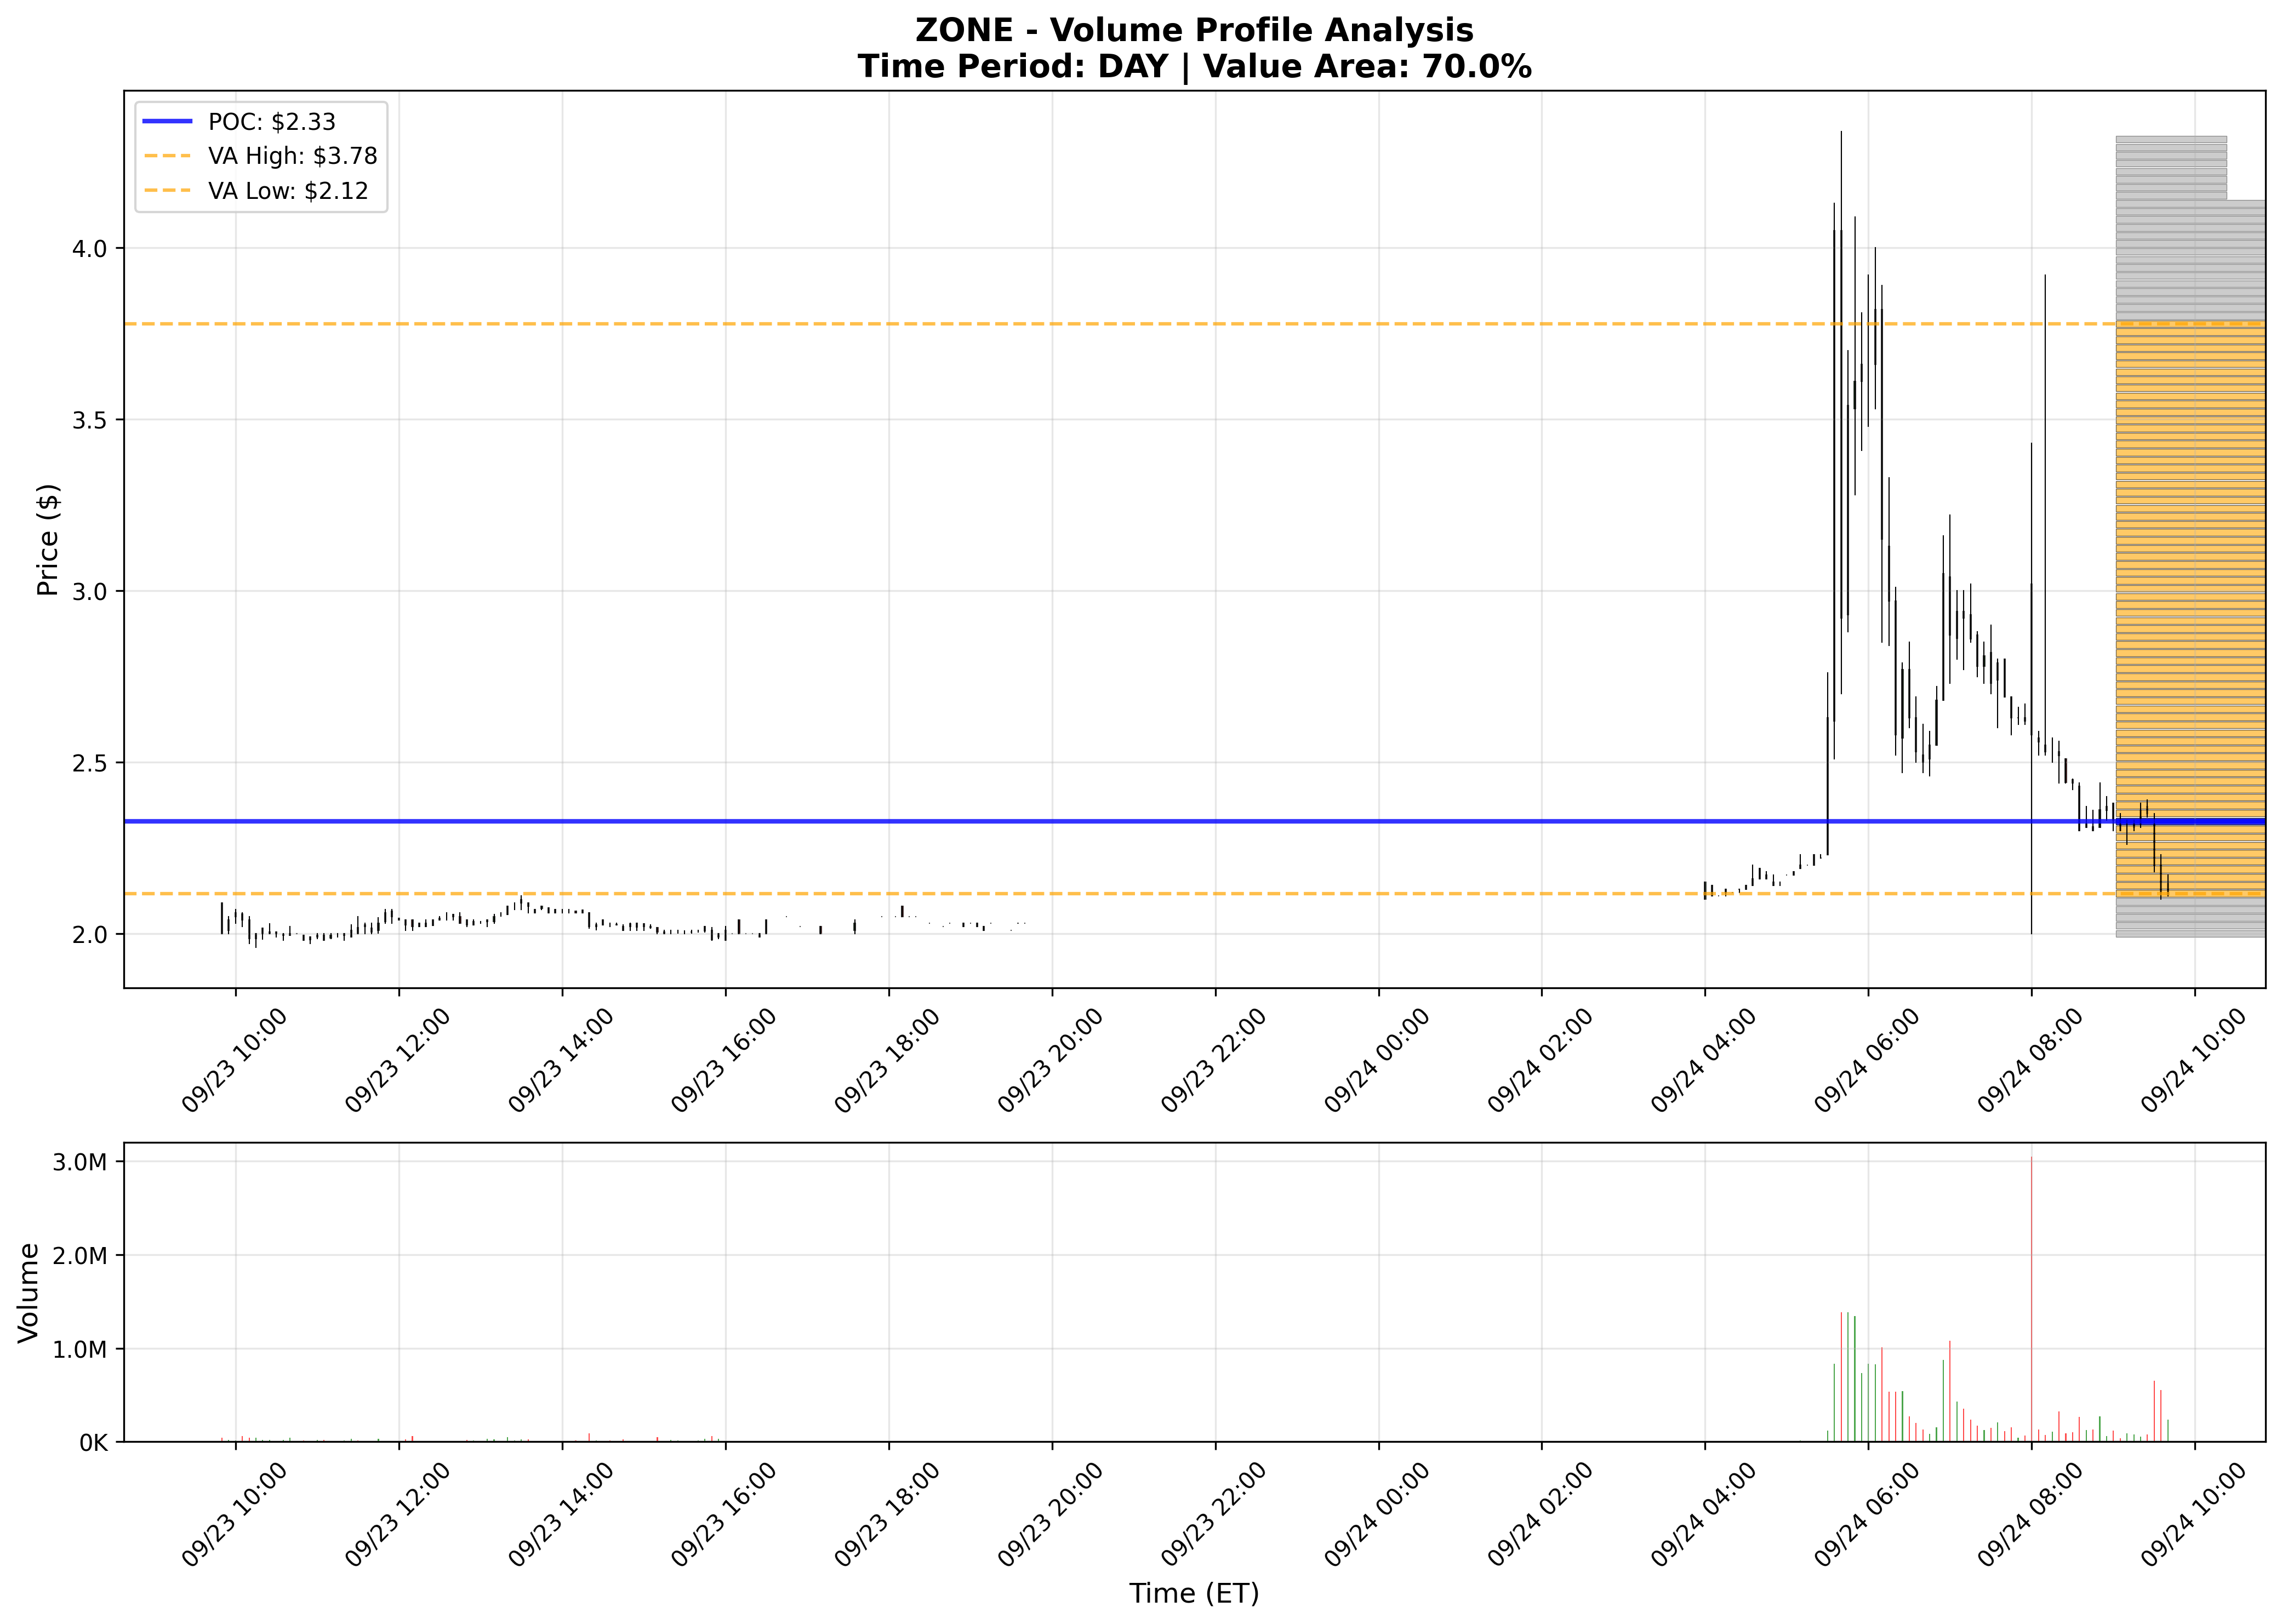 ZONE - Volume Profile Analysis
Time Period: DAY | Value Area: 70.0%
POC: $2.33
VA High: $3.78
VA Low: $2.12
Price ($)
4.0
3.5
3.0
2.5
2.0
09/23 10:00
09/23 12:00
09/23 14:00
09/23 16:00
09/23 18:00
09/23 20:00
09/23 22:00
09/24 00:00
09/24 02:00
09/24 04:00
09/24 06:00
09/24 08:00
09/24 10:00
Volume
3.0M
2.0M
1.0M
0K
09/23 10:00
09/23 12:00
09/23 14:00
09/23 16:00
09/23 18:00
09/23 20:00
09/23 22:00
09/24 00:00
09/24 02:00
09/24 04:00
09/24 06:00
09/24 08:00
09/24 10:00
Time (ET)